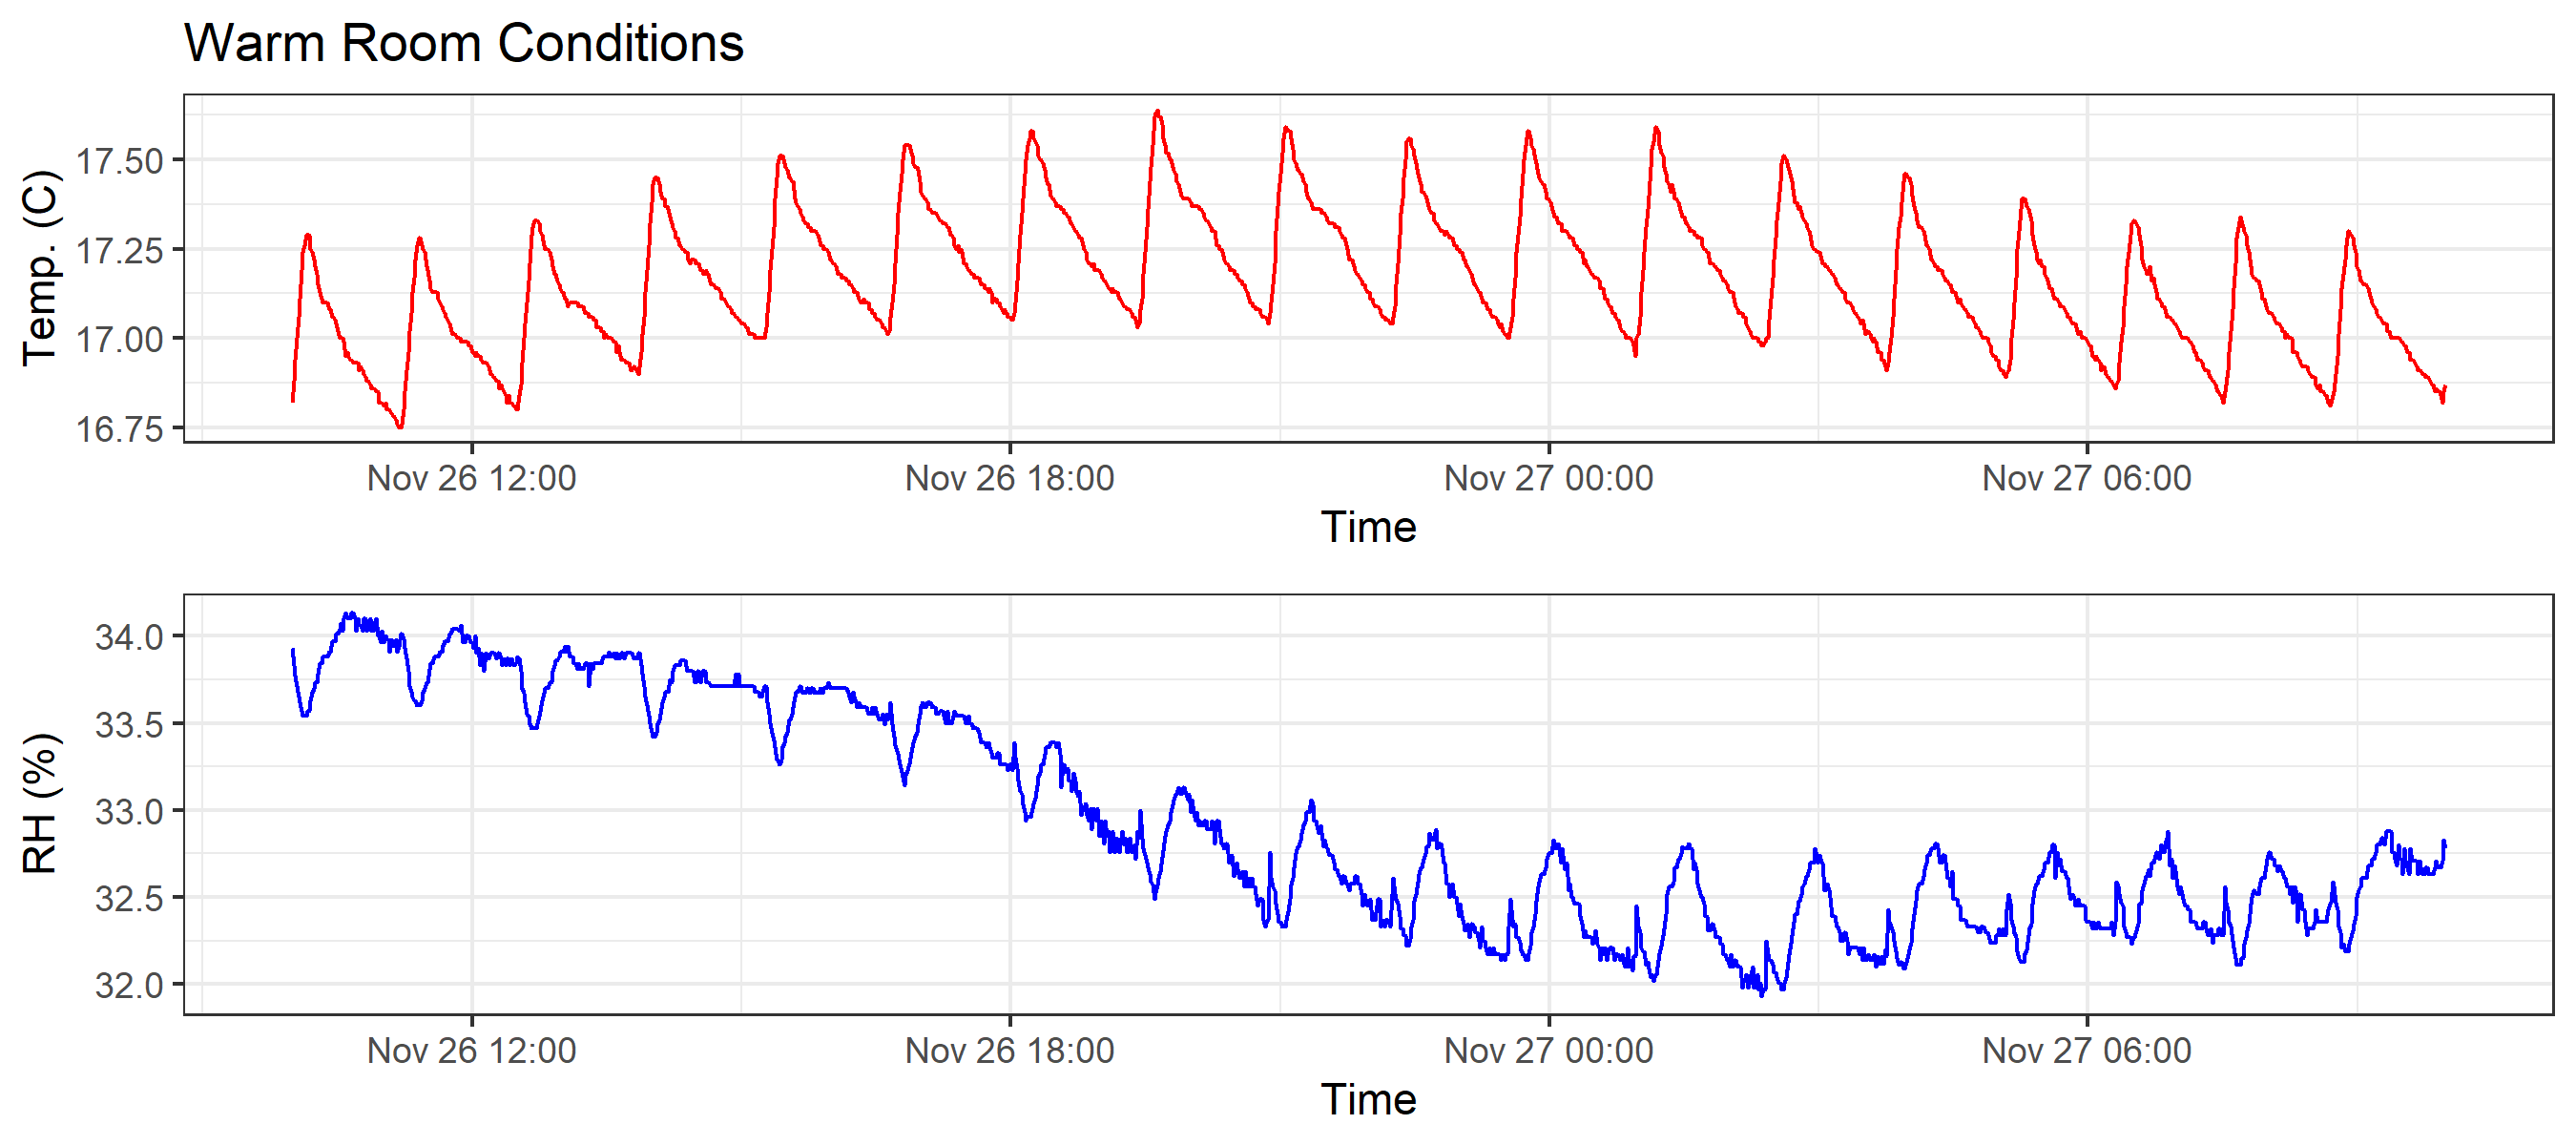 Warm Room Conditions
Temp. (C)
17.50
17.25
17.00
16.75
Nov 26 12:00 Nov 26 18:00 Nov 27 00:00 Nov 27 06:00
Time
RH (%)
34.0
33.5
33.0
32.5
32.0
Nov 26 12:00 Nov 26 18:00 Nov 27 00:00 Nov 27 06:00
Time